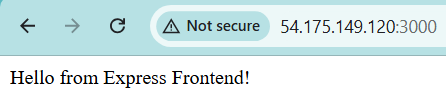 Not secure 54.175.149.120:3000
Hello from Express Frontend!